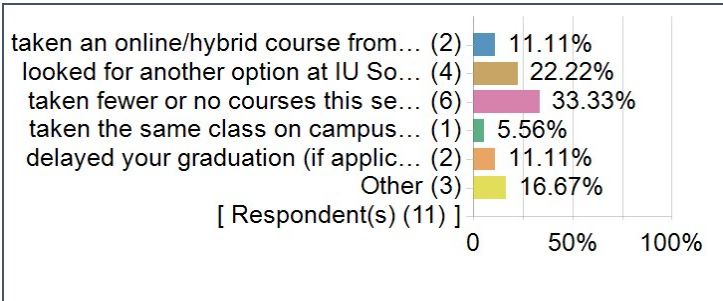 taken an online/hybrid course from... (2) 11.11%
looked for another option at IU So... (4) 22.22%
taken fewer or no courses this se... (6) 33.33%
taken the same class on campus... (1) 5.56%
delayed your graduation (if applic... (2) 11.11%
Other (3) 16.67%
[ Respondent(s) (11) ]
0 50% 100%